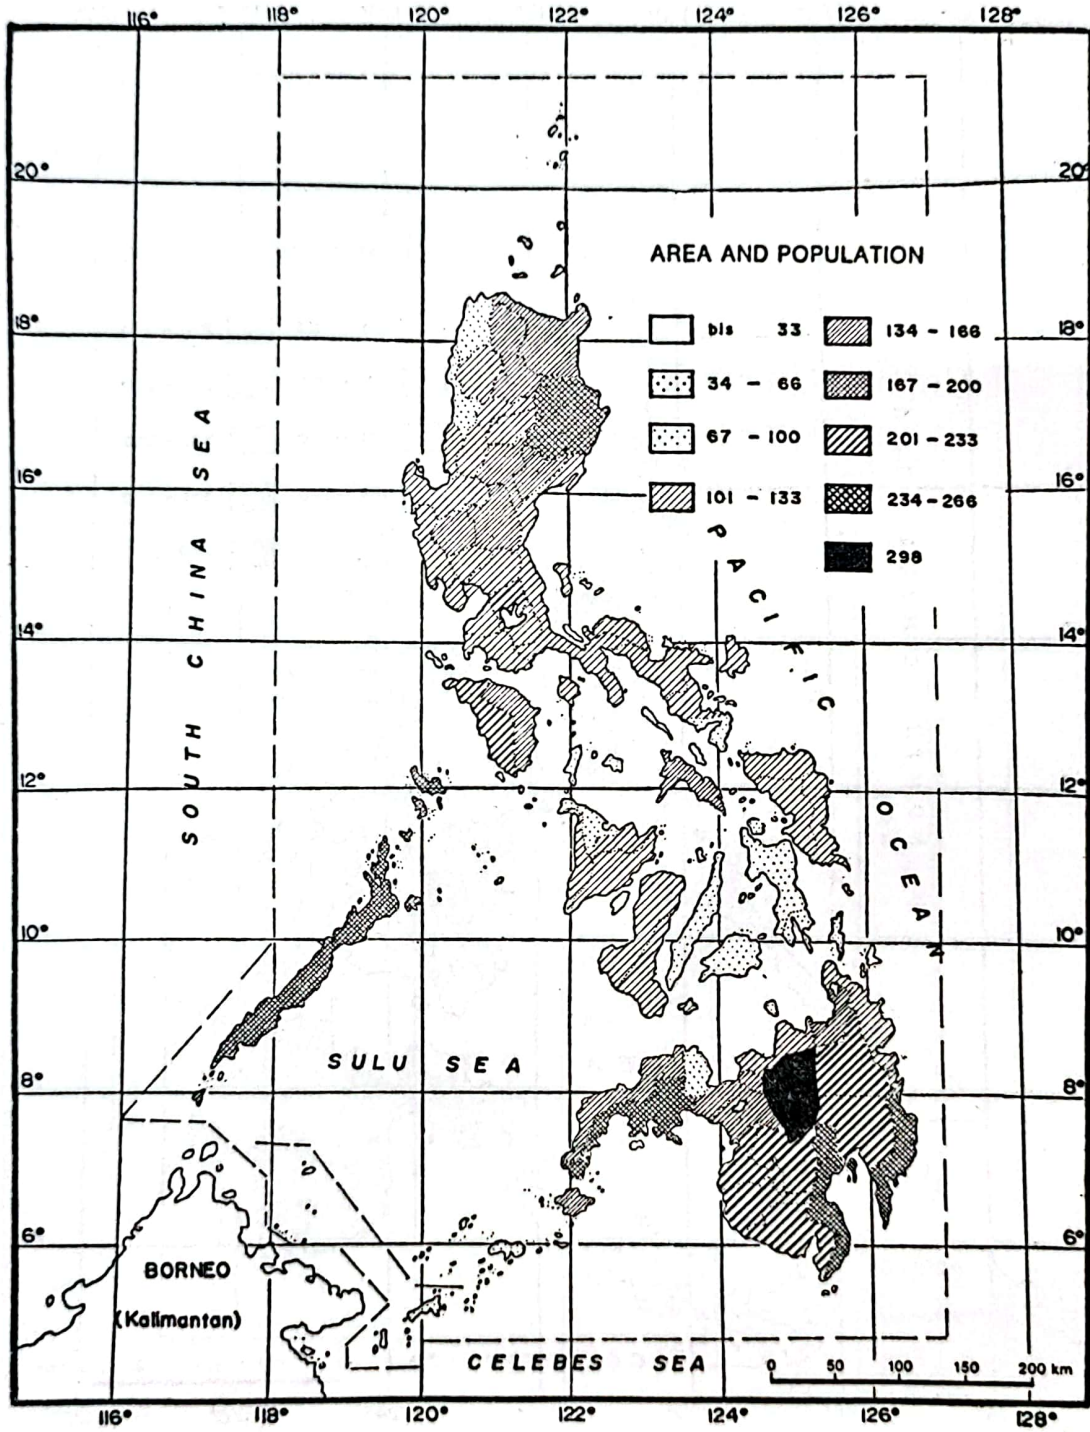 116° 118° 120° 122° 124° 126° 128°
20° 20°
AREA AND POPULATION
bis 33
34 - 66
67 - 100
101 - 133
134 - 166
167 - 200
201 - 233
234 - 266
298
18° 18°
16° 16°
14° 14°
12° 12°
10° 10°
8° 8°
6° 6°
SOUTH CHINA SEA
PACIFIC OCEAN
SULU SEA
BORNEO
(Kalimantan)
CELEBES SEA
0 50 100 150 200 km
116° 118° 120° 122° 124° 126° 128°